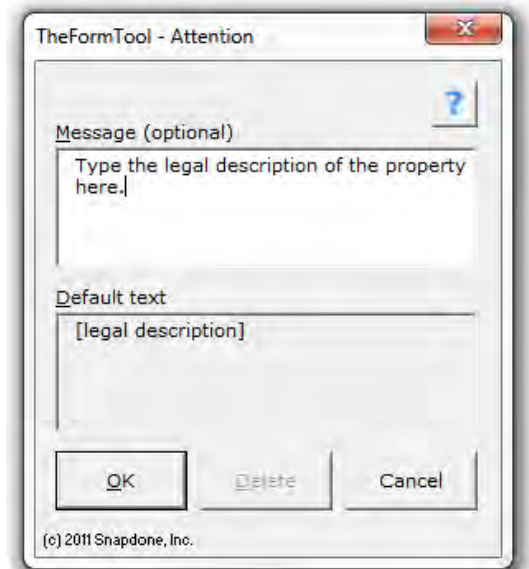 TheFormTool - Attention
?
Message (optional)
Type the legal description of the property
here.
Default text
[legal description]
OK
Delete
Cancel
(c) 2011 Snapdone, Inc.